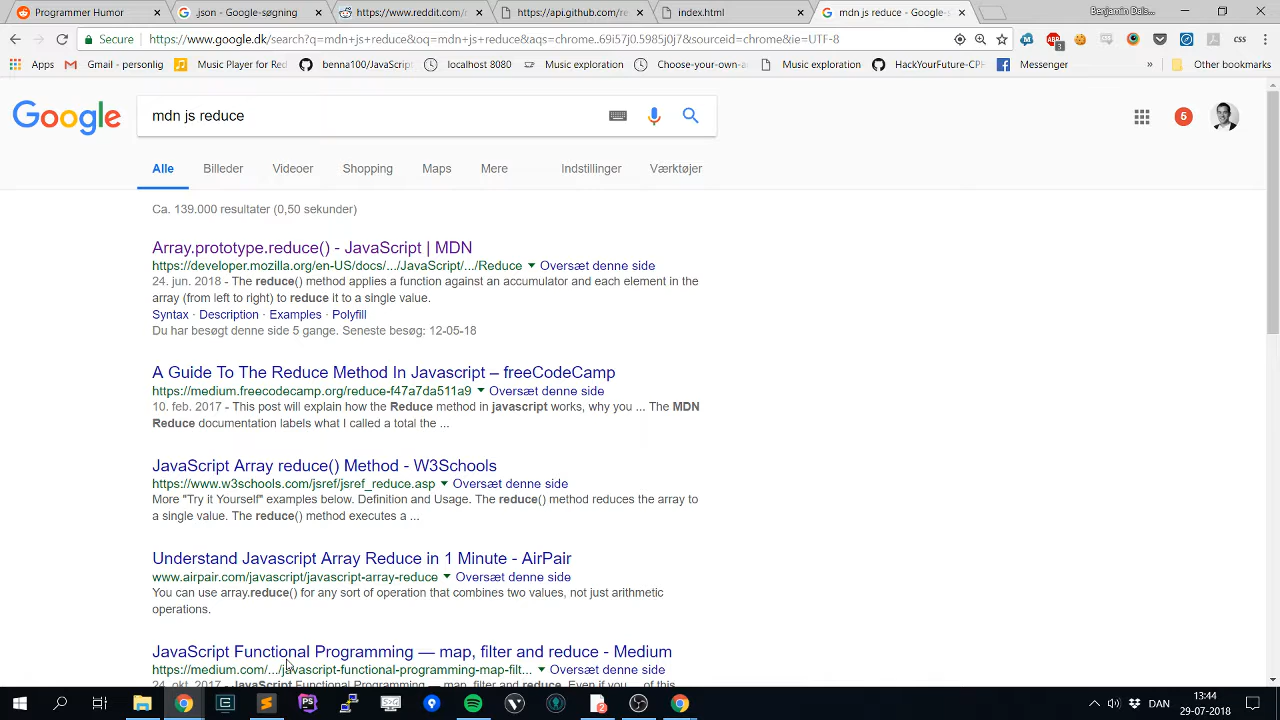 Programmer Humor
.json - Google-søgning
https://www.reddit.com/r
https://api.github.com/re
index.html
mdn js reduce - Google-
Benjamin Dals
Secure
https://www.google.dk/search?q=mdn+js+reduce&oq=mdn+js+reduce&aqs=chrome..69i57j0.5985j0j7&sourceid=chrome&ie=UTF-8
Apps
Gmail - personlig
Music Player for Red
benna100/JavaScript
localhost 8080
Music exploration
Choose-your-own-a
Music exploration
HackYourFuture-CPH
Messenger
»
Other bookmarks
Google
mdn js reduce
5
Alle
Billeder
Videoer
Shopping
Maps
Mere
Indstillinger
Værktøjer
Ca. 139.000 resultater (0,50 sekunder)
Array.prototype.reduce() - JavaScript | MDN
https://developer.mozilla.org/en-US/docs/.../JavaScript/.../Reduce ▼ Oversæt denne side
24. jun. 2018 - The reduce() method applies a function against an accumulator and each element in the
array (from left to right) to reduce it to a single value.
Syntax · Description · Examples · Polyfill
Du har besøgt denne side 5 gange. Seneste besøg: 12-05-18
A Guide To The Reduce Method In Javascript – freeCodeCamp
https://medium.freecodecamp.org/reduce-f47a7da511a9 ▼ Oversæt denne side
10. feb. 2017 - This post will explain how the Reduce method in javascript works, why you ... The MDN
Reduce documentation labels what I called a total the ...
JavaScript Array reduce() Method - W3Schools
https://www.w3schools.com/jsref/jsref_reduce.asp ▼ Oversæt denne side
More "Try it Yourself" examples below. Definition and Usage. The reduce() method reduces the array to
a single value. The reduce() method executes a ...
Understand Javascript Array Reduce in 1 Minute - AirPair
www.airpair.com/javascript/javascript-array-reduce ▼ Oversæt denne side
You can use array.reduce() for any sort of operation that combines two values, not just arithmetic
operations.
JavaScript Functional Programming — map, filter and reduce - Medium
https://medium.com/.../javascript-functional-programming-map-filt... ▼ Oversæt denne side
24. okt. 2017 - JavaScript Functional Programming — map, filter and reduce. Even if you ... of this
DAN
13:44
29-07-2018